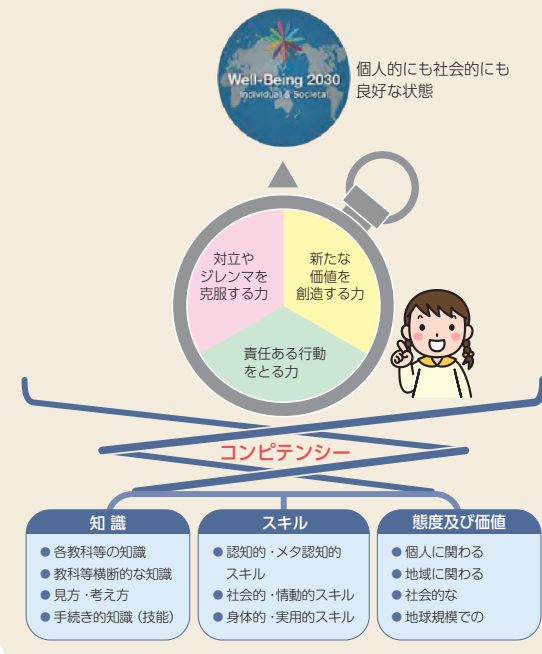 Well-Being 2030
Individual & Societal
個人的にも社会的にも
良好な状態
対立や
ジレンマを
克服する力
新たな
価値を
創造する力
責任ある行動
をとる力
コンピテンシー
知 識
●各教科等の知識
●教科等横断的な知識
●見方・考え方
●手続き的知識（技能）
スキル
●認知的・メタ認知的
スキル
●社会的・情動的スキル
●身体的・実用的スキル
態度及び価値
●個人に関わる
●地域に関わる
●社会的な
●地球規模での